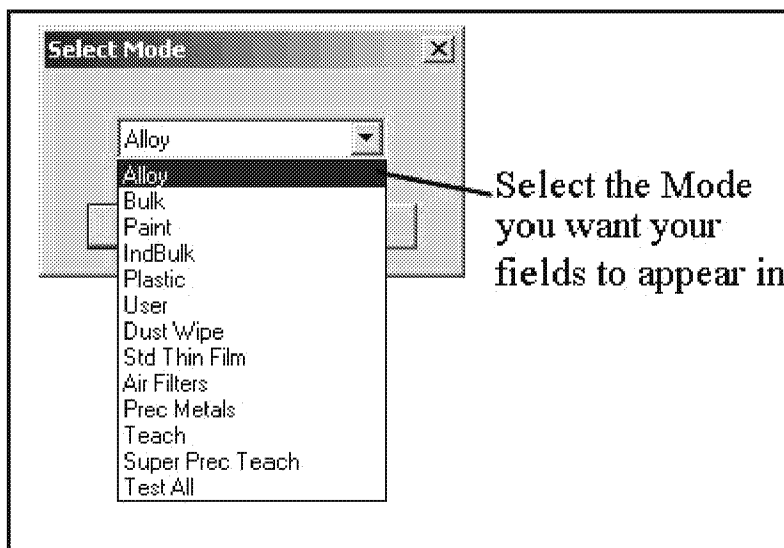 Select Mode
Alloy
Alloy
Bulk
Paint
IndBulk
Plastic
User
Dust Wipe
Std Thin Film
Air Filters
Prec Metals
Teach
Super Prec Teach
Test All
Select the Mode
you want your
fields to appear in